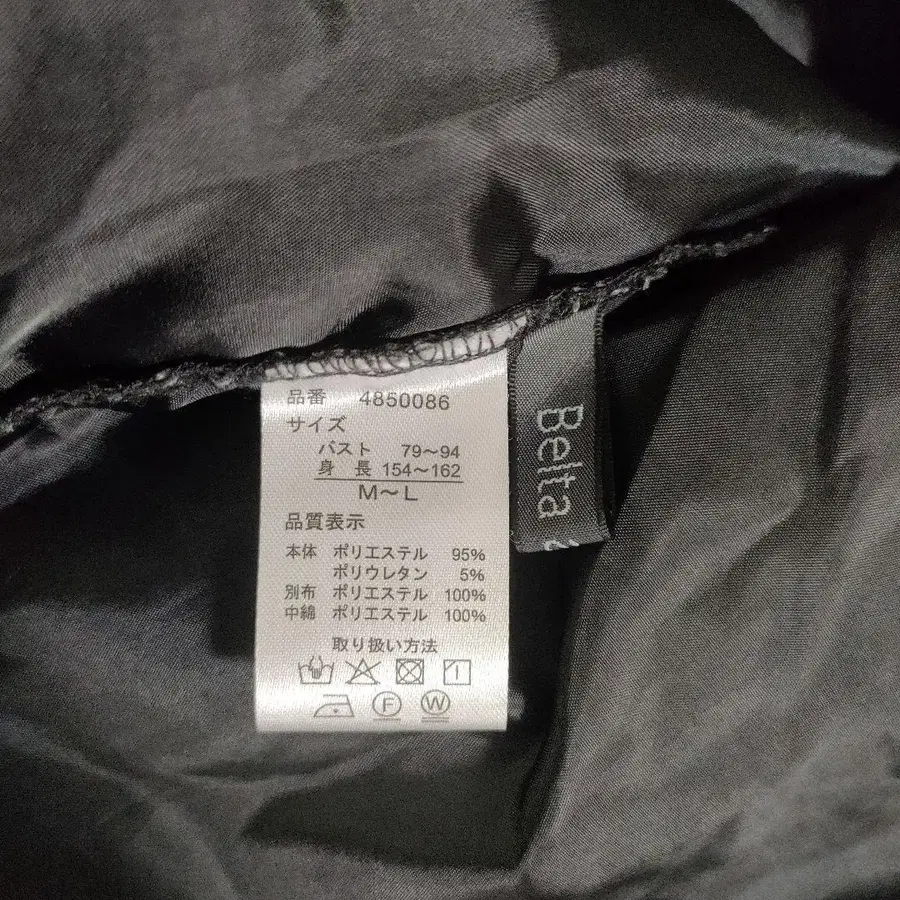 品番 4850086
サイズ
バスト 79～94
身 長 154～162
M～L
品質表示
本体 ポリエステル 95%
ポリウレタン 5%
別布 ポリエステル 100%
中綿 ポリエステル 100%
取り扱い方法
F W
Belta